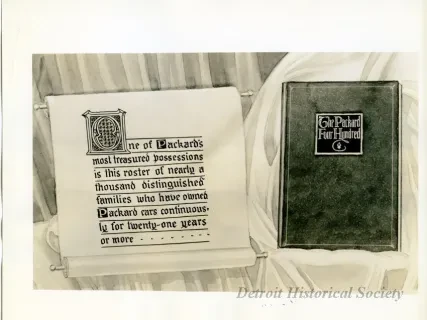 One of Packard's
most treasured possessions
is this roster of nearly a
thousand distinguished
families who have owned
Packard cars continuous-
ly for twenty-one years
or more - - - - - - - -
The Packard
Four Hundred
Detroit Historical Society